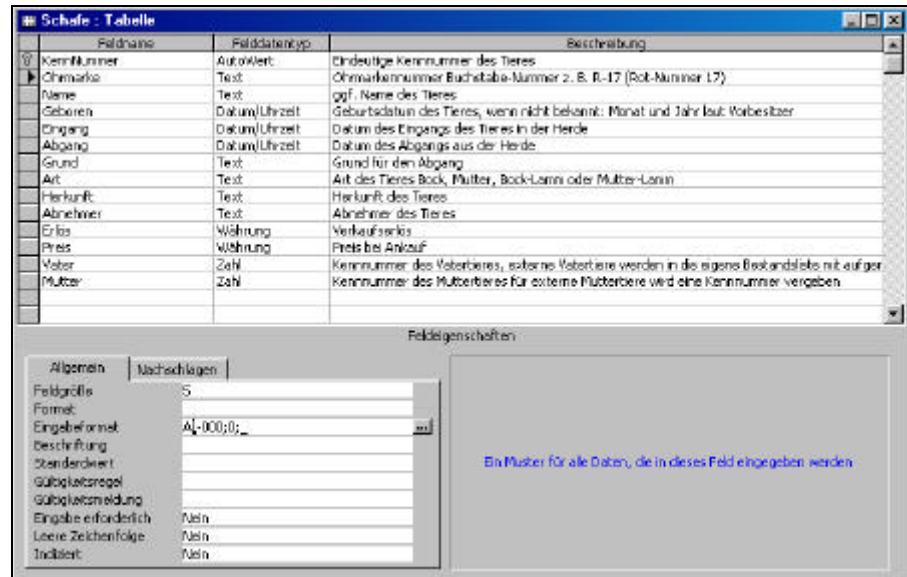 Schafe : Tabelle
Feldname Felddatentyp Beschreibung
KennNummer AutoWert Eindeutige Kennummer des Tieres
Ohrmarke Text Ohrmarkennummer Buchstabe-Nummer z. B. R-17 (Rot-Nummer 17)
Name Text ggf. Name des Tieres
Geboren Datum/Uhrzeit Geburtsdatum des Tieres, wenn nicht bekannt: Monat und Jahr laut Vorbesitzer
Eingang Datum/Uhrzeit Datum des Eingangs des Tieres in der Herde
Abgang Datum/Uhrzeit Datum des Abgangs aus der Herde
Grund Text Grund für den Abgang
Art Text Art des Tieres Bock, Mutter, Bock-Lamm oder Mutter-Lamm
Herkunft Text Herkunft des Tieres
Abnehmer Text Abnehmer des Tieres
Erlös Währung Verkaufserlös
Preis Währung Preis bei Ankauf
Vater Zahl Kennnummer des Vatertieres, externe Vatertiere werden in die eigene Bestandsliste mit aufger
Mutter Zahl Kennnummer des Muttertieres für externe Muttertiere wird eine Kennnummer vergeben
Feldeigenschaften
Allgemein Nachschlagen
Feldgröße 5
Format
Eingabeformat A\-000;0;_ ...
Beschriftung
Standardwert
Gültigkeitsregel
Gültigkeitsmeldung
Eingabe erforderlich Nein
Leere Zeichenfolge Nein
Indiziert Nein
Ein Muster für alle Daten, die in dieses Feld eingegeben werden